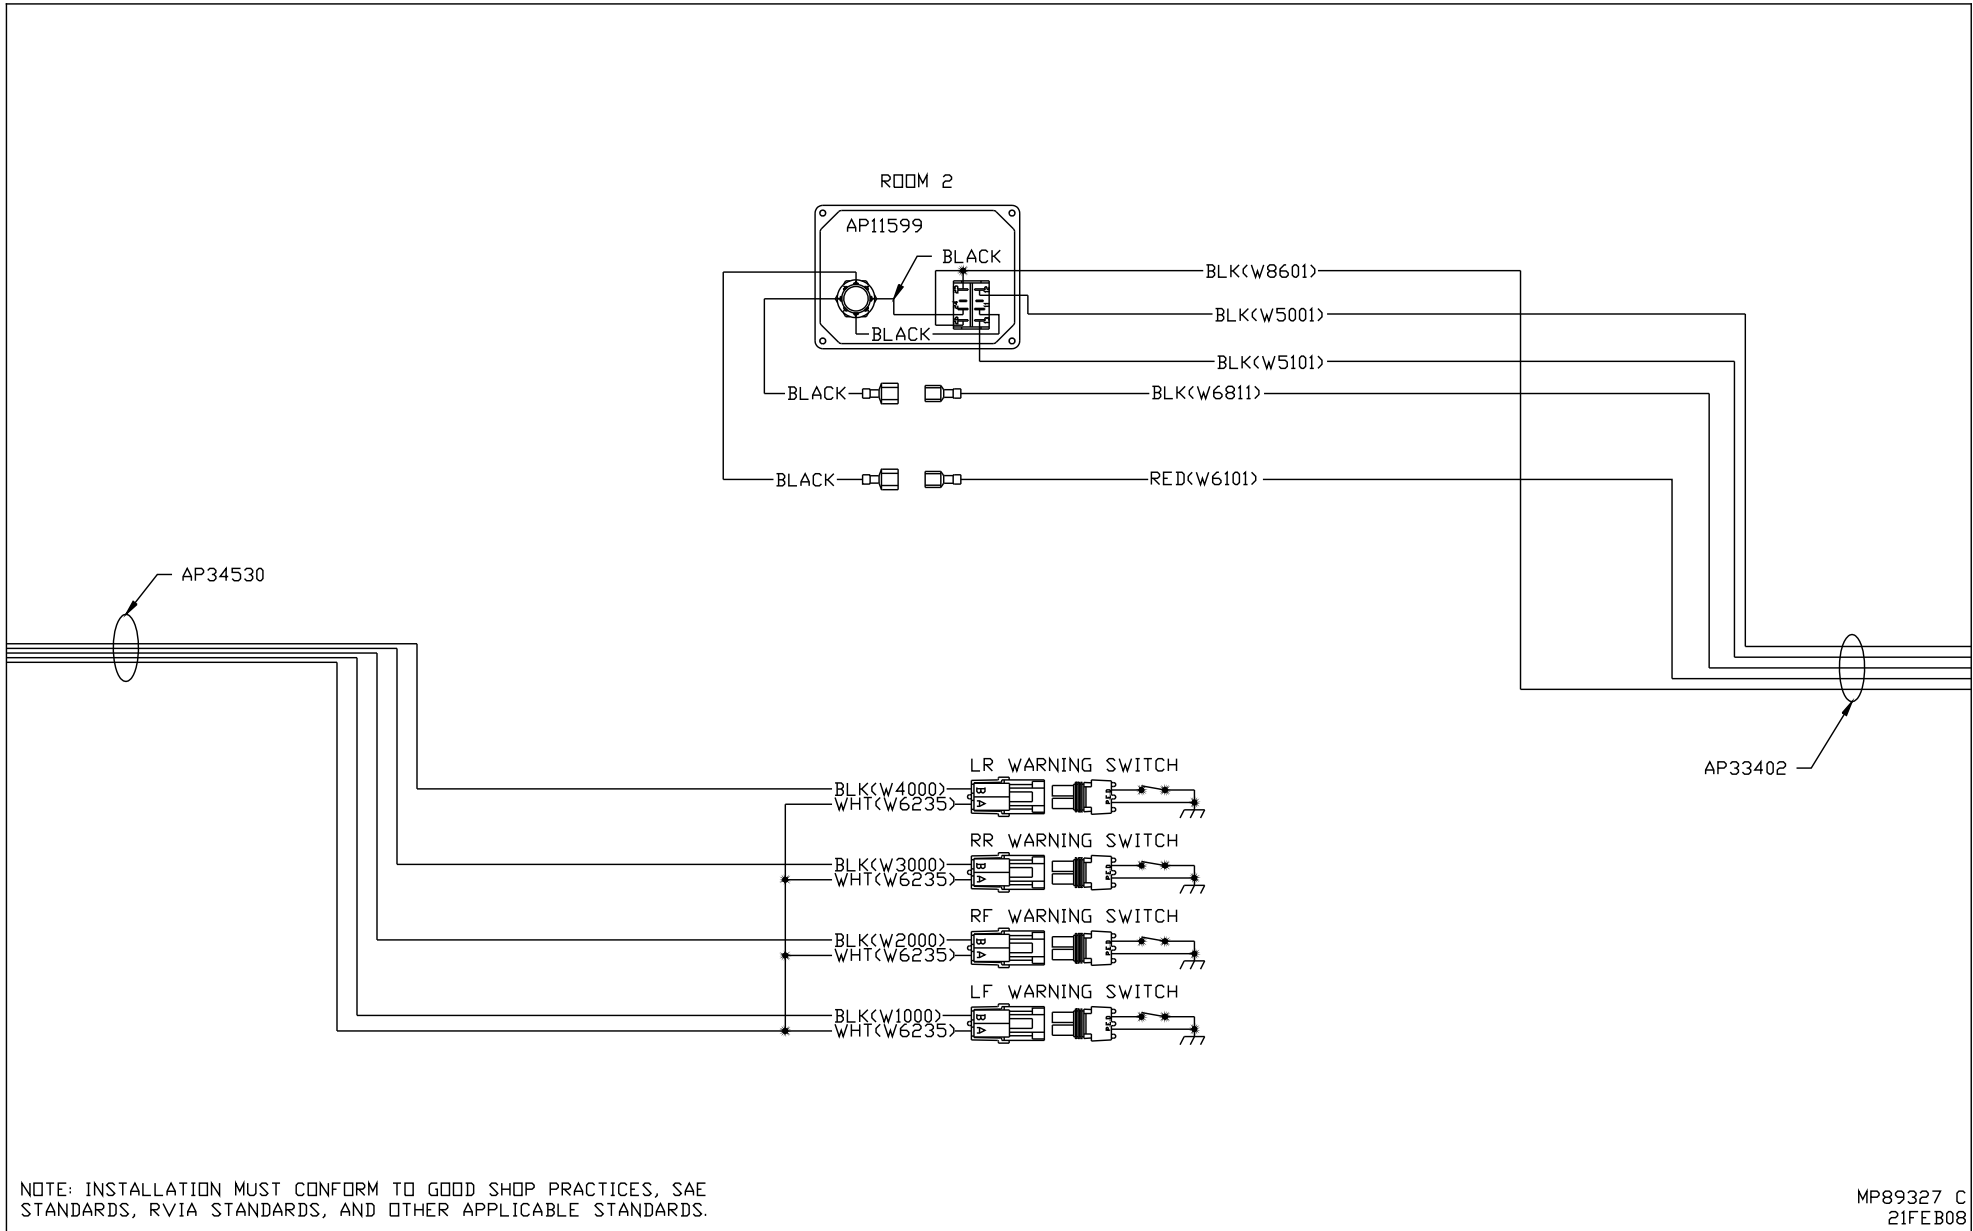 ROOM 2
AP11599
BLACK
BLK(W8601)
BLK(W5001)
BLACK
BLK(W5101)
BLACK
BLK(W6811)
BLACK
RED(W6101)
AP34530
AP33402
LR WARNING SWITCH
BLK(W4000)
WHT(W6235)
B
A
RR WARNING SWITCH
BLK(W3000)
WHT(W6235)
B
A
RF WARNING SWITCH
BLK(W2000)
WHT(W6235)
B
A
LF WARNING SWITCH
BLK(W1000)
WHT(W6235)
B
A
NOTE: INSTALLATION MUST CONFORM TO GOOD SHOP PRACTICES, SAE
STANDARDS, RVIA STANDARDS, AND OTHER APPLICABLE STANDARDS.
MP89327 C
21FEB08